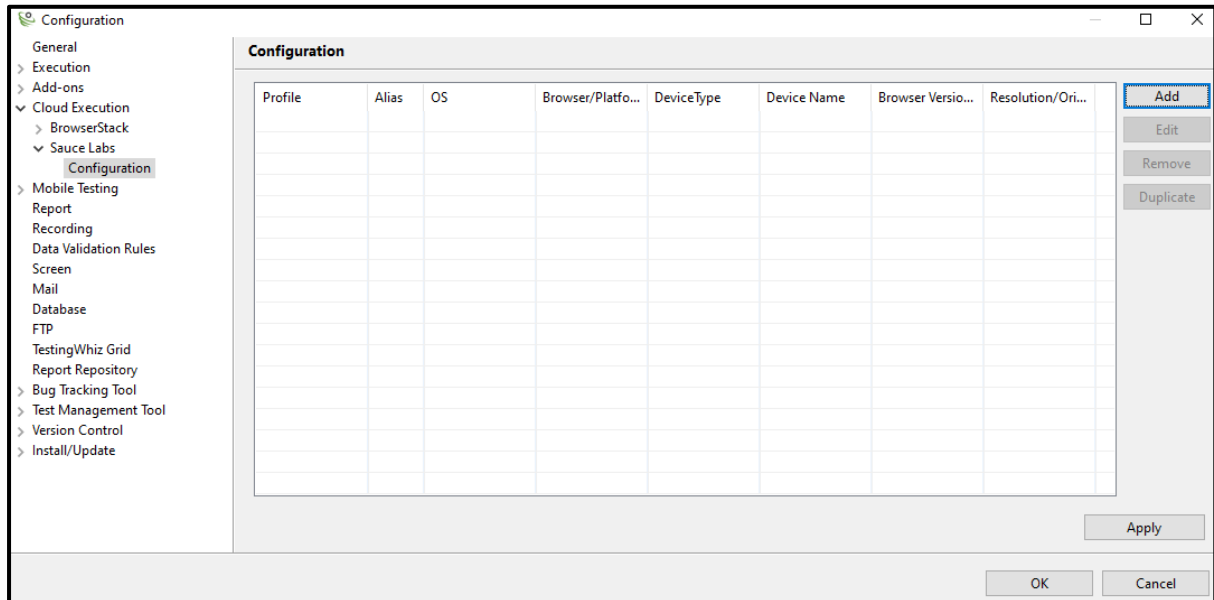 Configuration
General
Execution
Add-ons
Cloud Execution
BrowserStack
Sauce Labs
Configuration
Mobile Testing
Report
Recording
Data Validation Rules
Screen
Mail
Database
FTP
TestingWhiz Grid
Report Repository
Bug Tracking Tool
Test Management Tool
Version Control
Install/Update
Configuration
Profile Alias OS Browser/Platfo... DeviceType Device Name Browser Versio... Resolution/Ori...
Add
Edit
Remove
Duplicate
Apply
OK Cancel